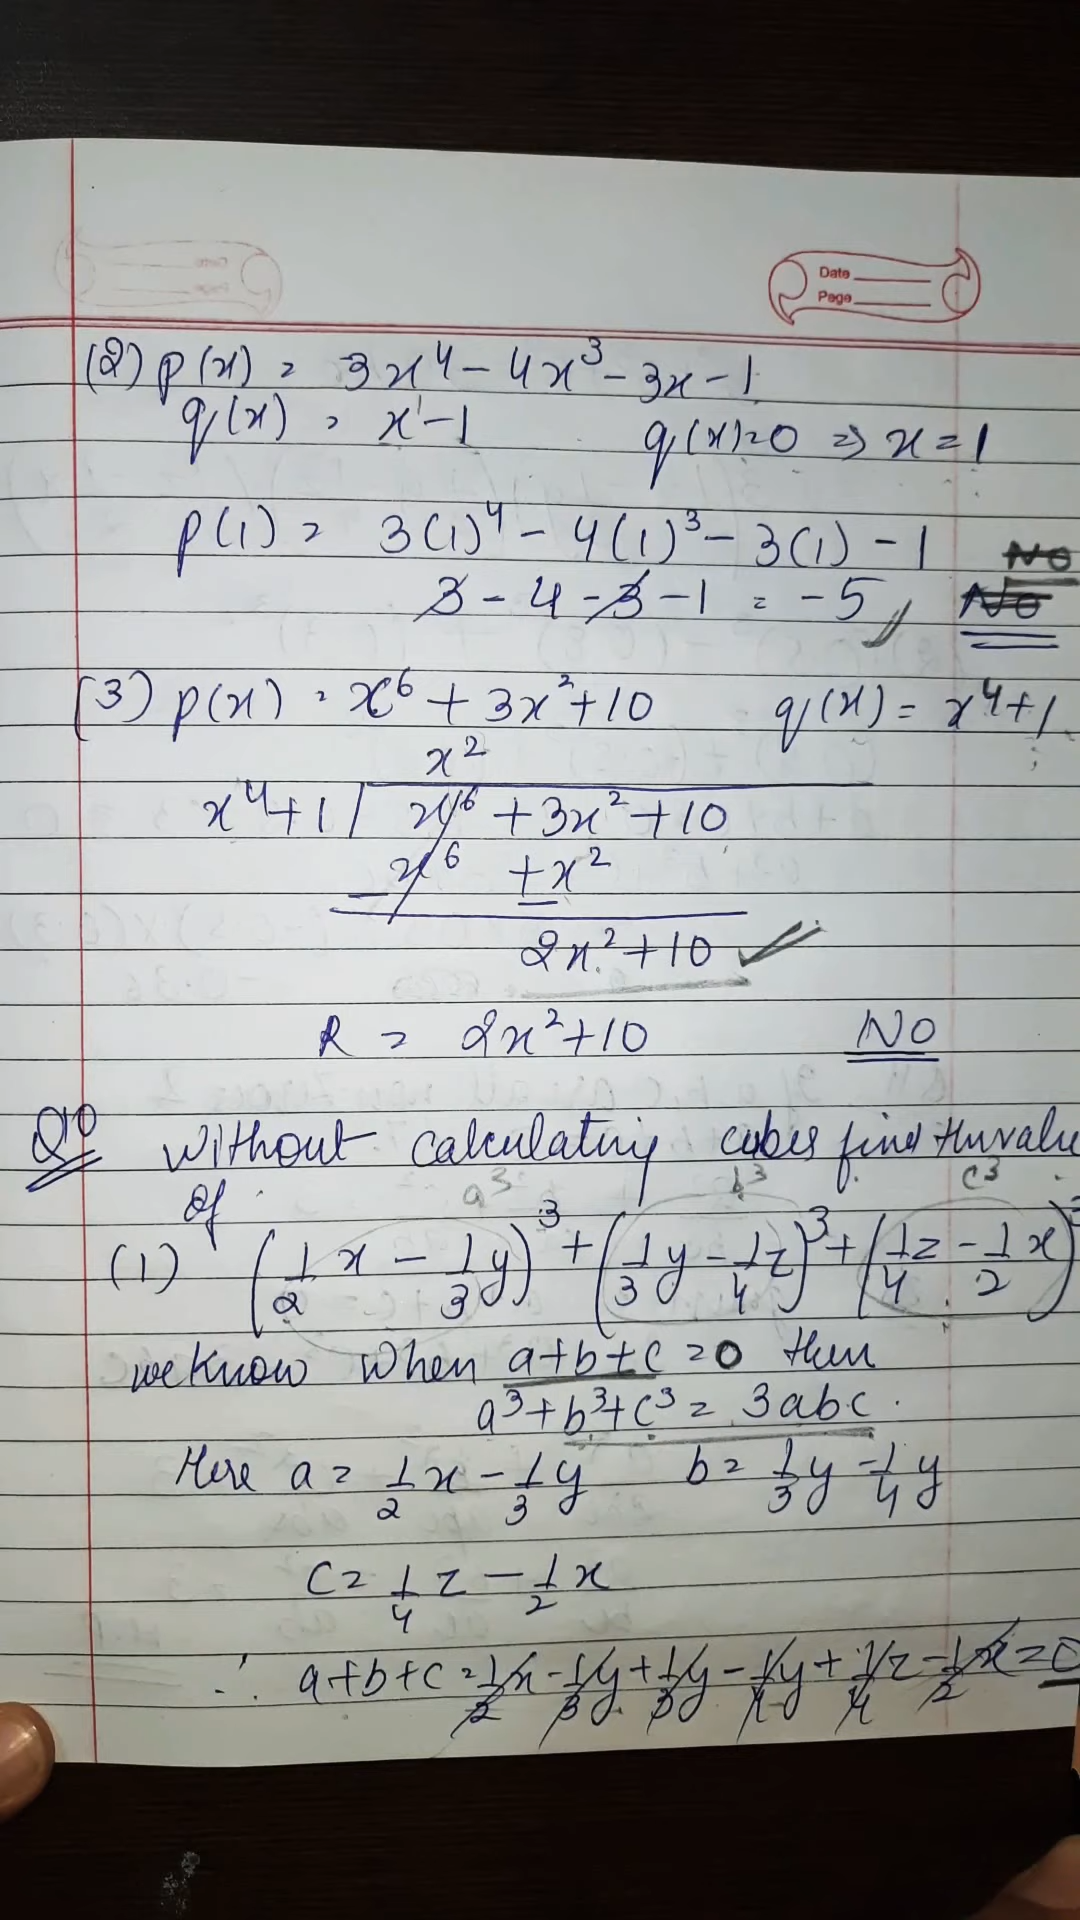 Date
Page
(2) p(x) = 3x⁴ - 4x³ - 3x - 1
q(x) = x - 1 q(x)=0 => x = 1
p(1) = 3(1)⁴ - 4(1)³ - 3(1) - 1 No
3 - 4 - 3 - 1 = -5 No
(3) p(x) = x⁶ + 3x² + 10 q(x) = x⁴+1
x²
x⁴+1 x⁶ + 3x² + 10
x⁶ + x²
-
2x² + 10
R = 2x² + 10 NO
Q10 Without calculating cubes find
of a³ b³ c³
(1) (1/2 x - 1/3 y)³ + (1/3 y - 1/4 z)³ + (1/4 z - 1/2 x)³
we know when a+b+c = 0 then
a³+b³+c³ = 3abc.
Here a = 1/2 x - 1/3 y b = 1/3 y - 1/4 y
c = 1/4 z - 1/2 x
∴ a+b+c = 1/2 x - 1/3 y + 1/3 y - 1/4 y + 1/4 z - 1/2 x = 0